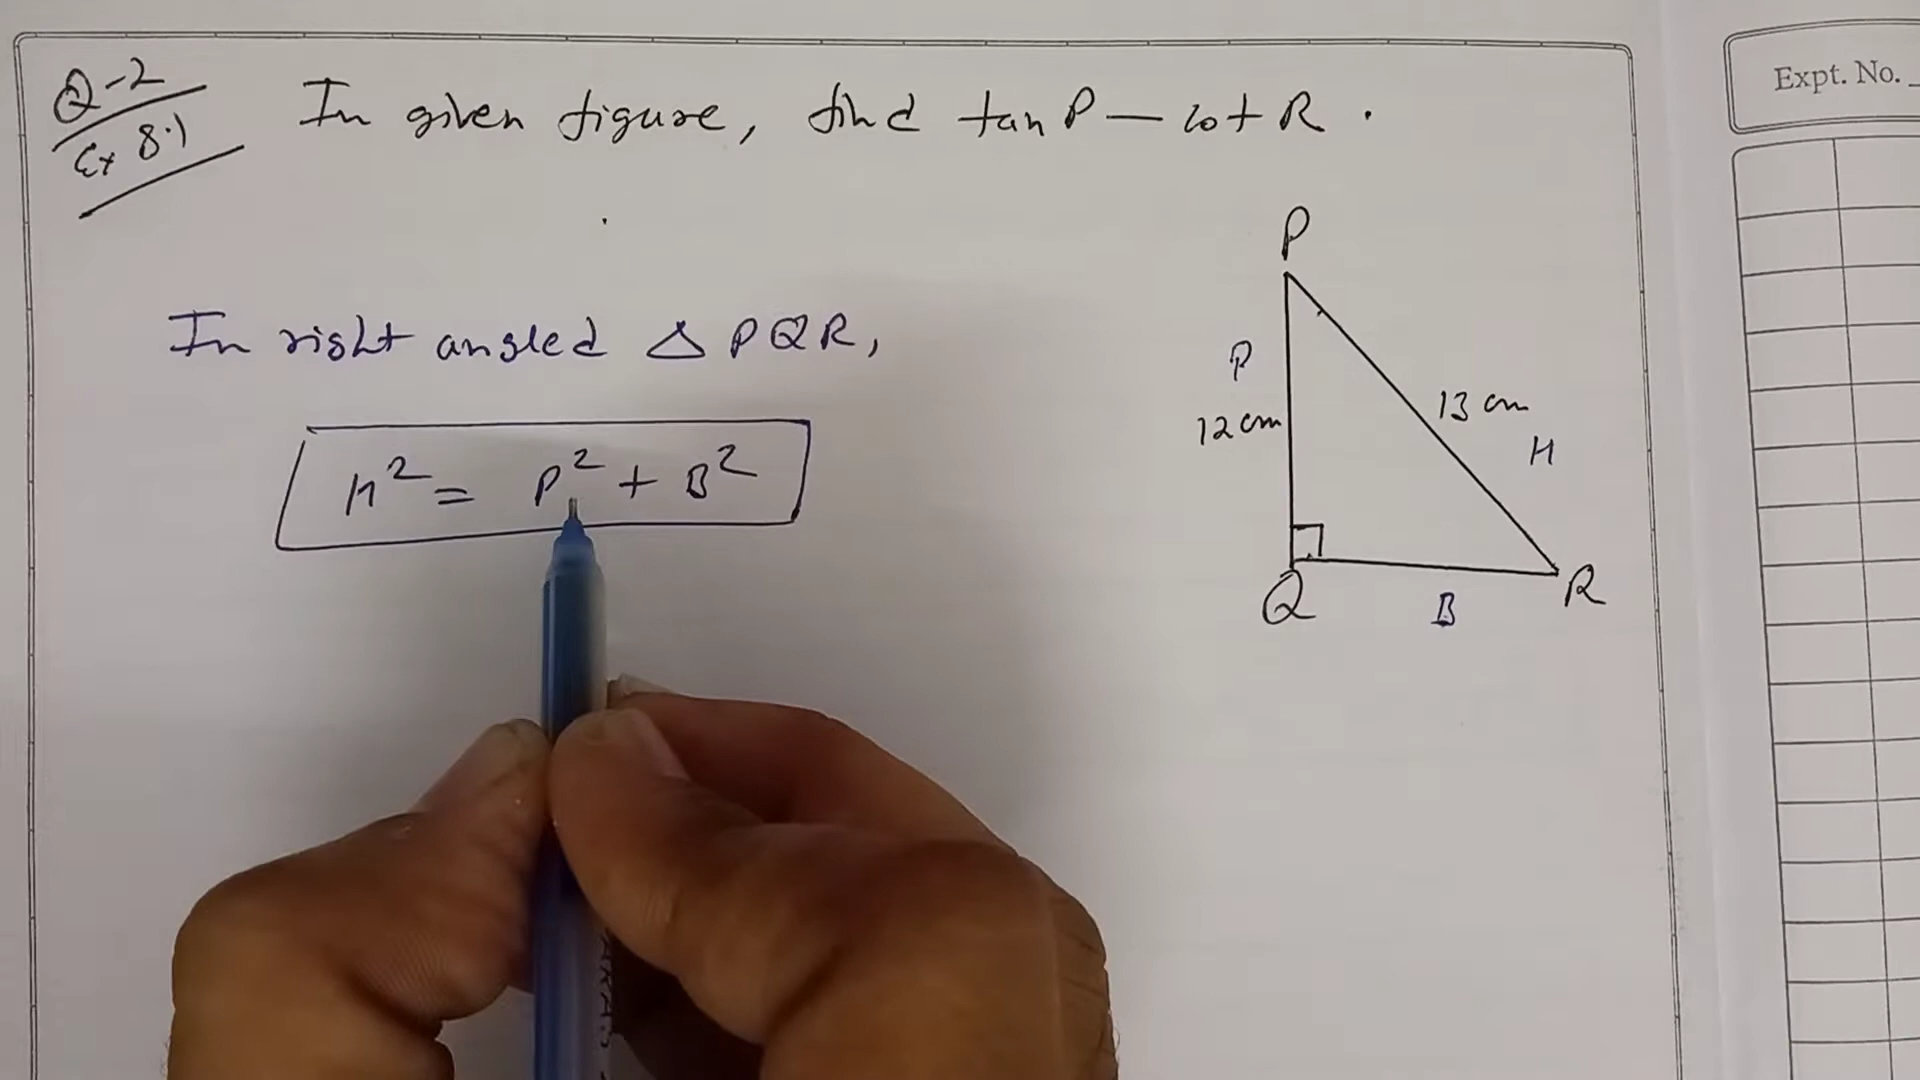 Q-2
Ex 8.1
In given figure, find tan P — cot R .
Expt. No.
In right angled △ PQR,
H² = P² + B²
P
P
12 cm
13 cm
H
Q
B
R